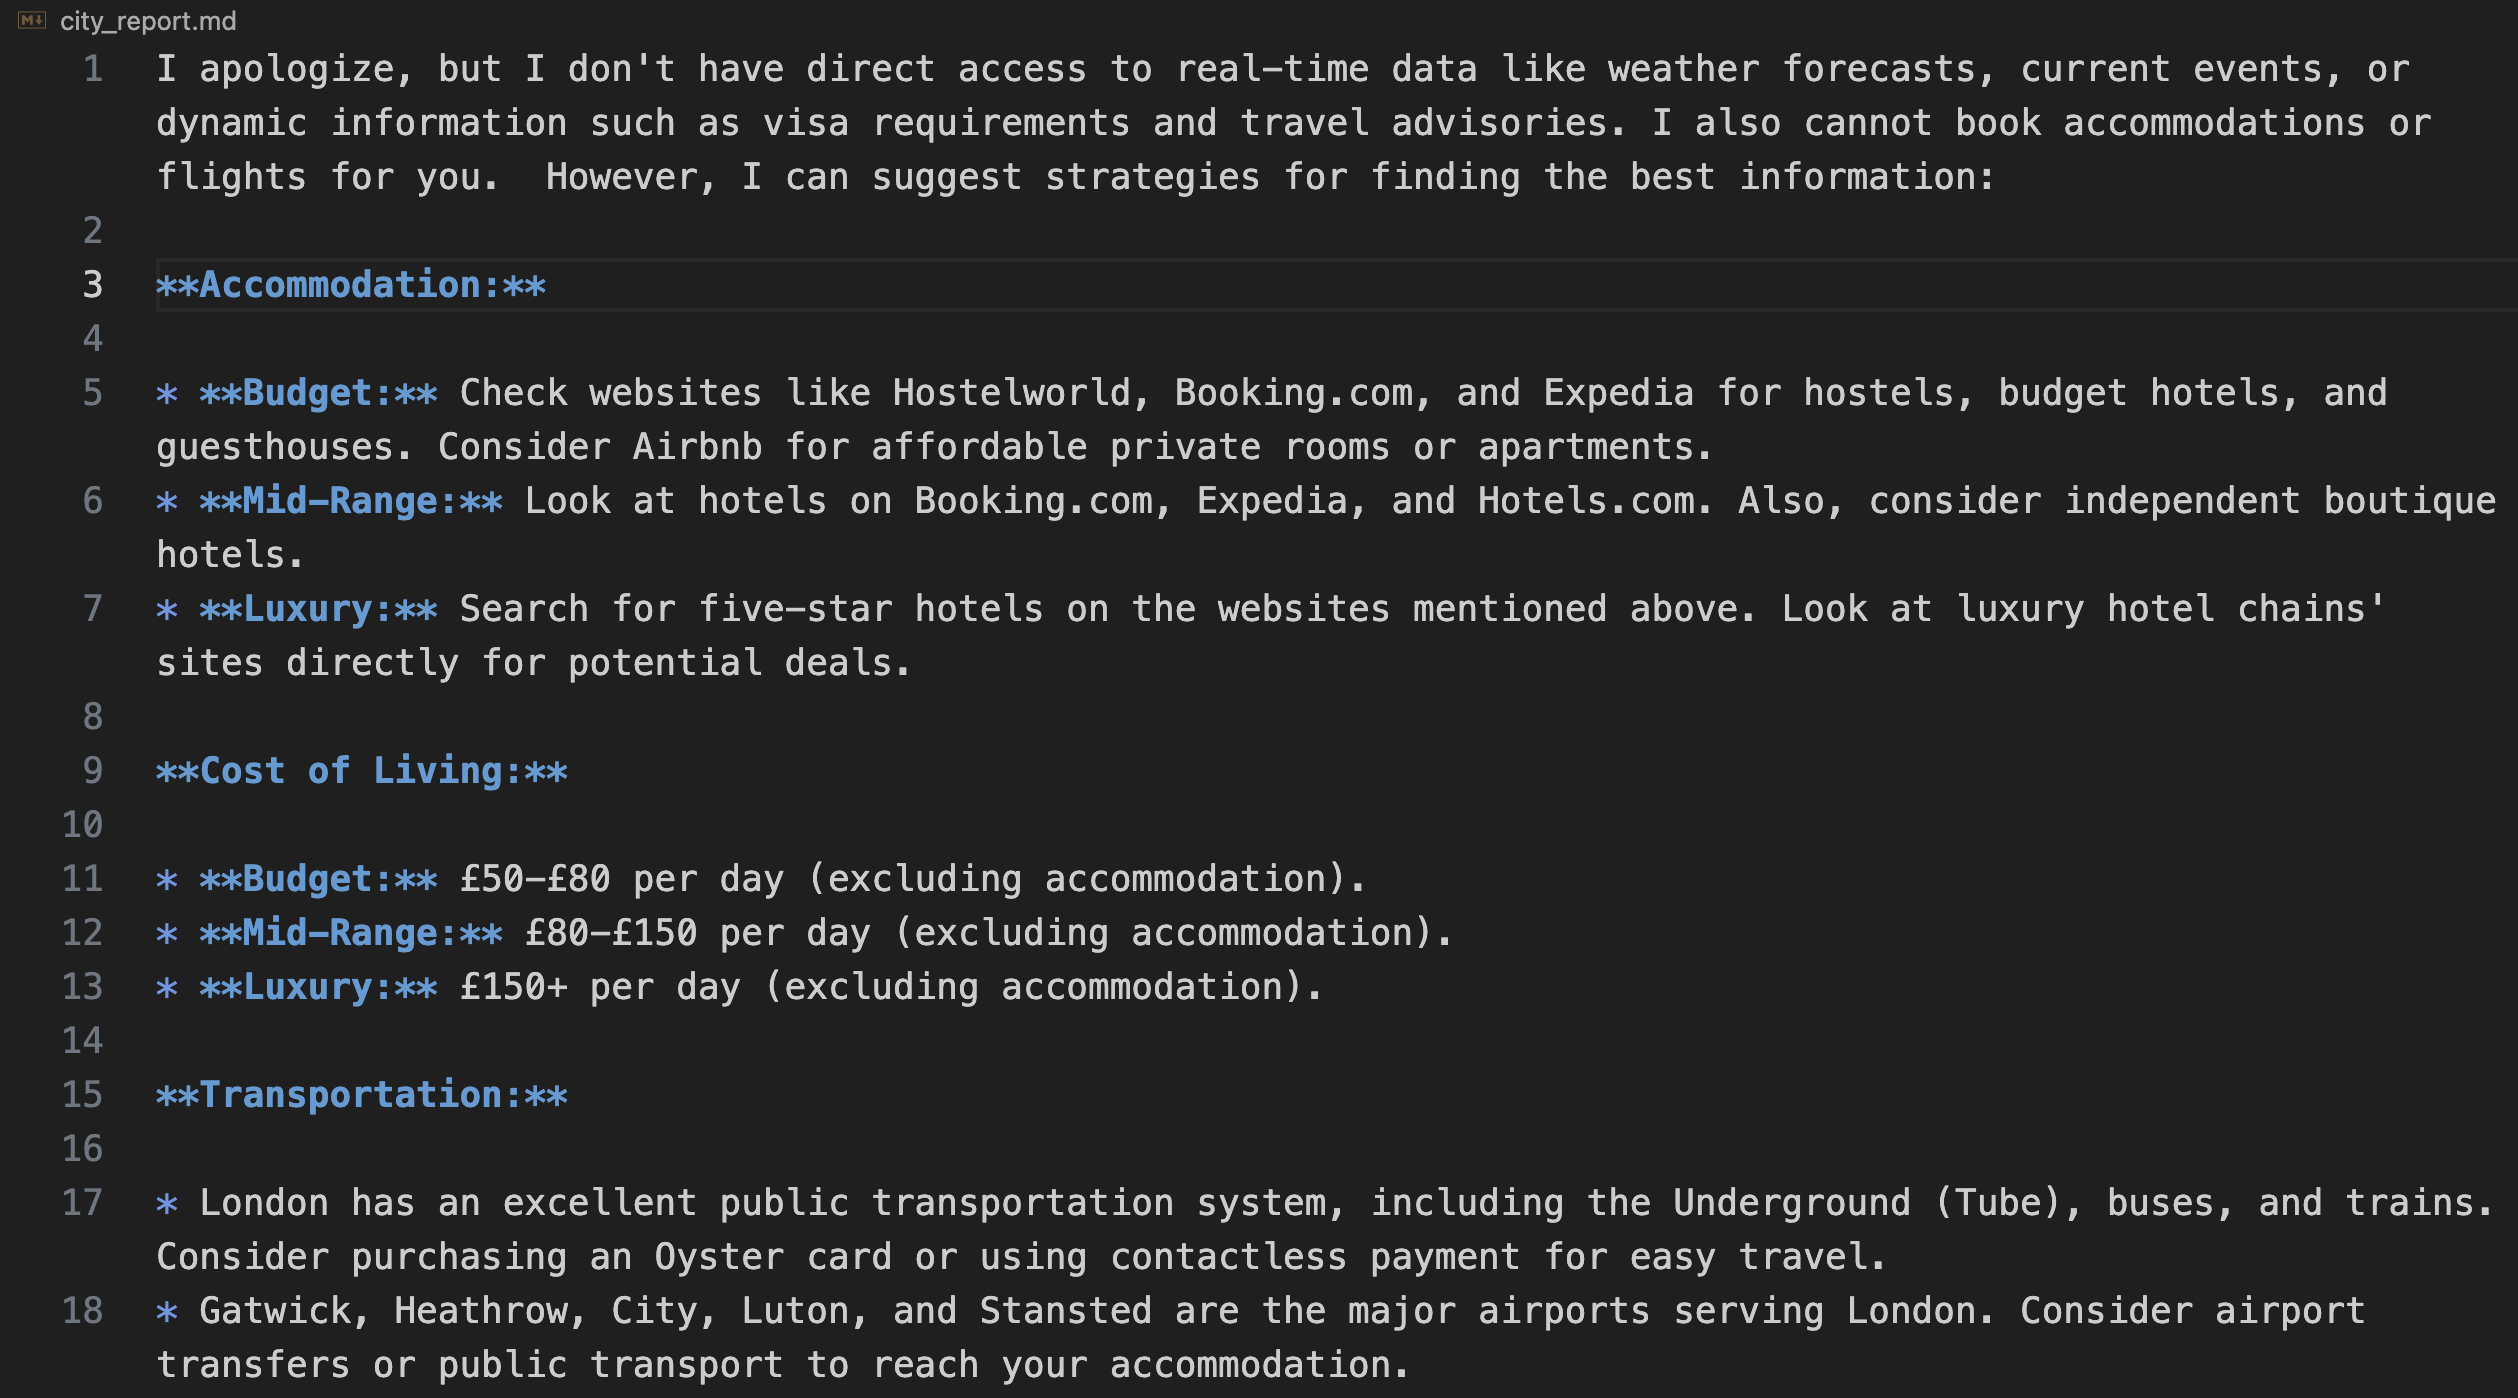 city_report.md
1 I apologize, but I don't have direct access to real-time data like weather forecasts, current events, or
dynamic information such as visa requirements and travel advisories. I also cannot book accommodations or
flights for you.  However, I can suggest strategies for finding the best information:
2
3 **Accommodation:**
4
5 * **Budget:** Check websites like Hostelworld, Booking.com, and Expedia for hostels, budget hotels, and
guesthouses. Consider Airbnb for affordable private rooms or apartments.
6 * **Mid-Range:** Look at hotels on Booking.com, Expedia, and Hotels.com. Also, consider independent boutique
hotels.
7 * **Luxury:** Search for five-star hotels on the websites mentioned above. Look at luxury hotel chains'
sites directly for potential deals.
8
9 **Cost of Living:**
10
11 * **Budget:** £50-£80 per day (excluding accommodation).
12 * **Mid-Range:** £80-£150 per day (excluding accommodation).
13 * **Luxury:** £150+ per day (excluding accommodation).
14
15 **Transportation:**
16
17 * London has an excellent public transportation system, including the Underground (Tube), buses, and trains.
Consider purchasing an Oyster card or using contactless payment for easy travel.
18 * Gatwick, Heathrow, City, Luton, and Stansted are the major airports serving London. Consider airport
transfers or public transport to reach your accommodation.